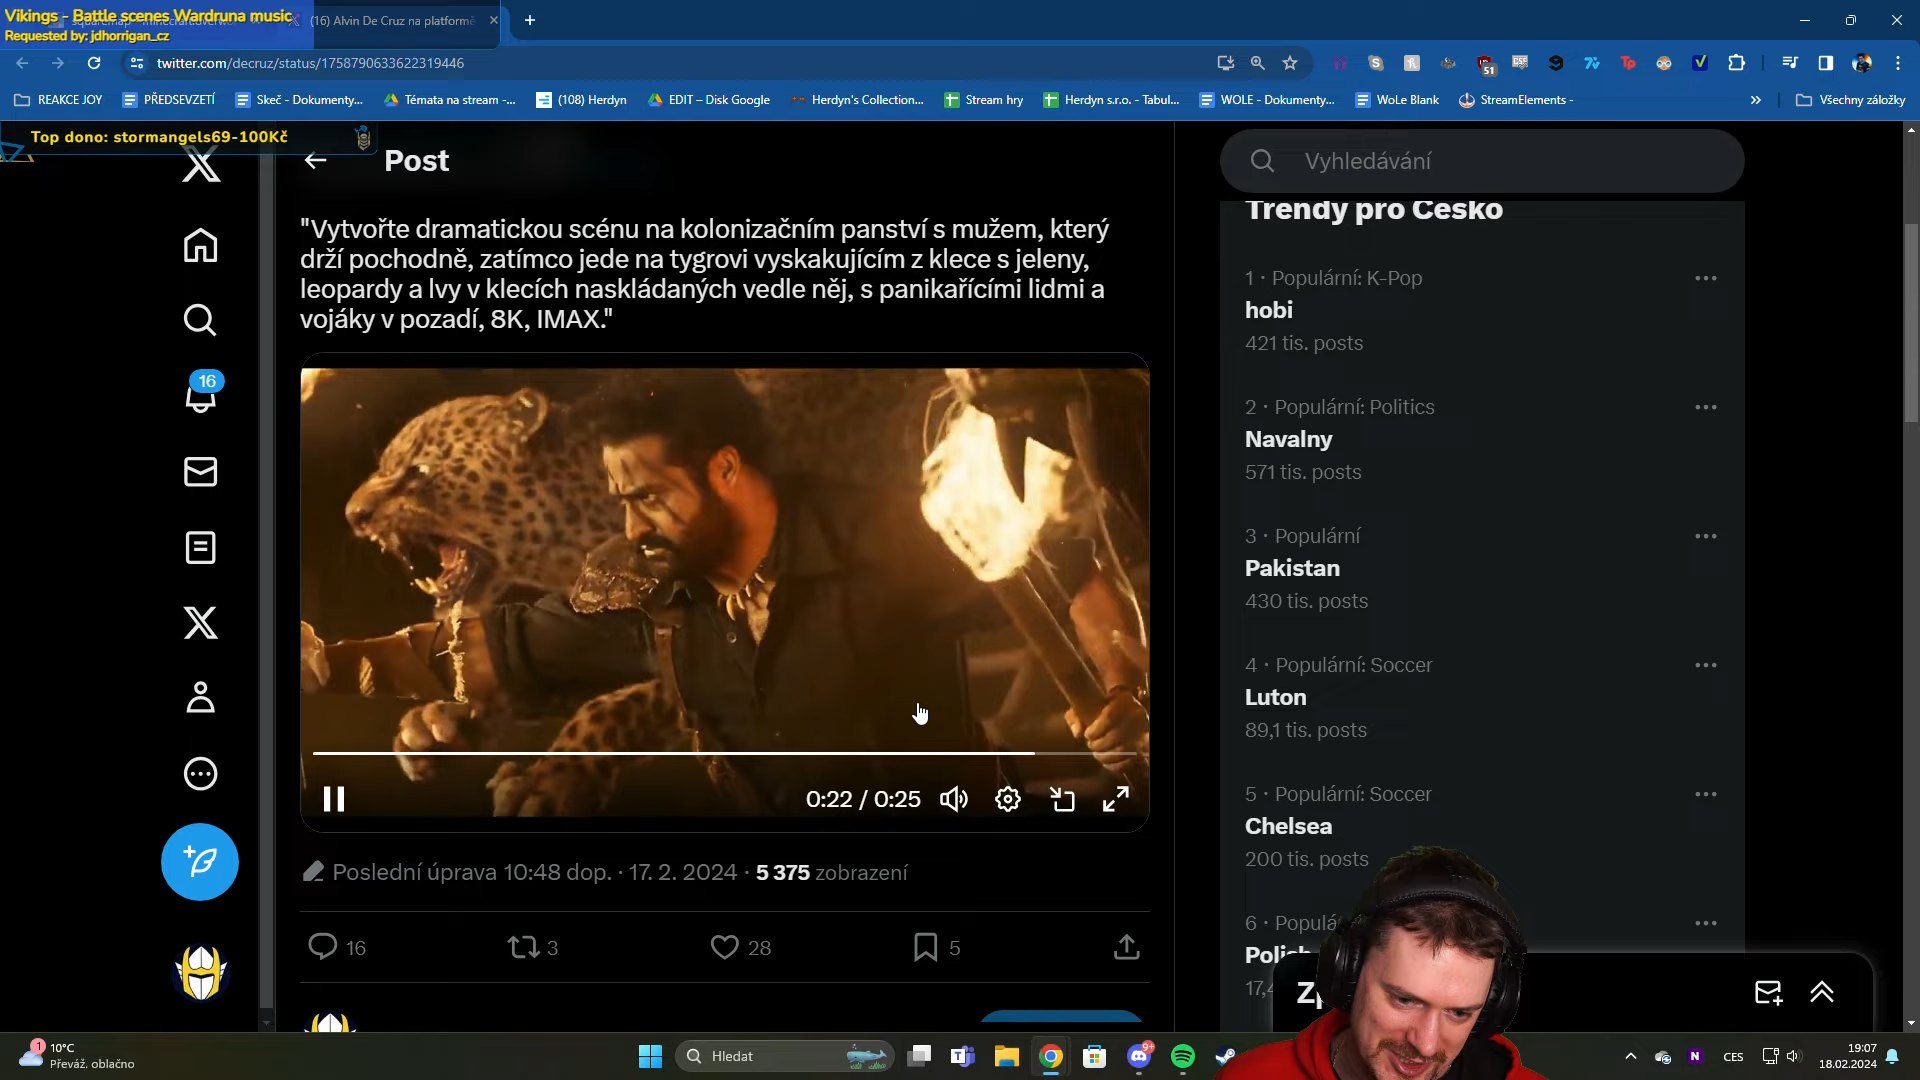 Vikings - Battle scenes Wardruna music
Requested by: jdhorrigan_cz
(16) Alvin De Cruz na platformě
twitter.com/decruz/status/1758790633622319446
51
REAKCE JOY
PŘEDSEVZETÍ
Skeč - Dokumenty...
Témata na stream -...
(108) Herdyn
EDIT – Disk Google
Herdyn's Collection...
Stream hry
Herdyn s.r.o. - Tabul...
WOLE - Dokumenty...
WoLe Blank
StreamElements -
Všechny záložky
Top dono: stormangels69-100Kč
Post
Vyhledávání
"Vytvořte dramatickou scénu na kolonizačním panství s mužem, který
drží pochodně, zatímco jede na tygrovi vyskakujícím z klece s jeleny,
leopardy a lvy v klecích naskládaných vedle něj, s panikařícími lidmi a
vojáky v pozadí, 8K, IMAX."
Trendy pro Česko
1 · Populární: K-Pop
hobi
421 tis. posts
2 · Populární: Politics
Navalny
571 tis. posts
3 · Populární
Pakistan
430 tis. posts
4 · Populární: Soccer
Luton
89,1 tis. posts
5 · Populární: Soccer
Chelsea
200 tis. posts
16
0:22 / 0:25
Poslední úprava 10:48 dop. · 17. 2. 2024 · 5 375 zobrazení
16
3
28
5
1
10°C
Převáž. oblačno
Hledat
9+
N
CES
19:07
18.02.2024